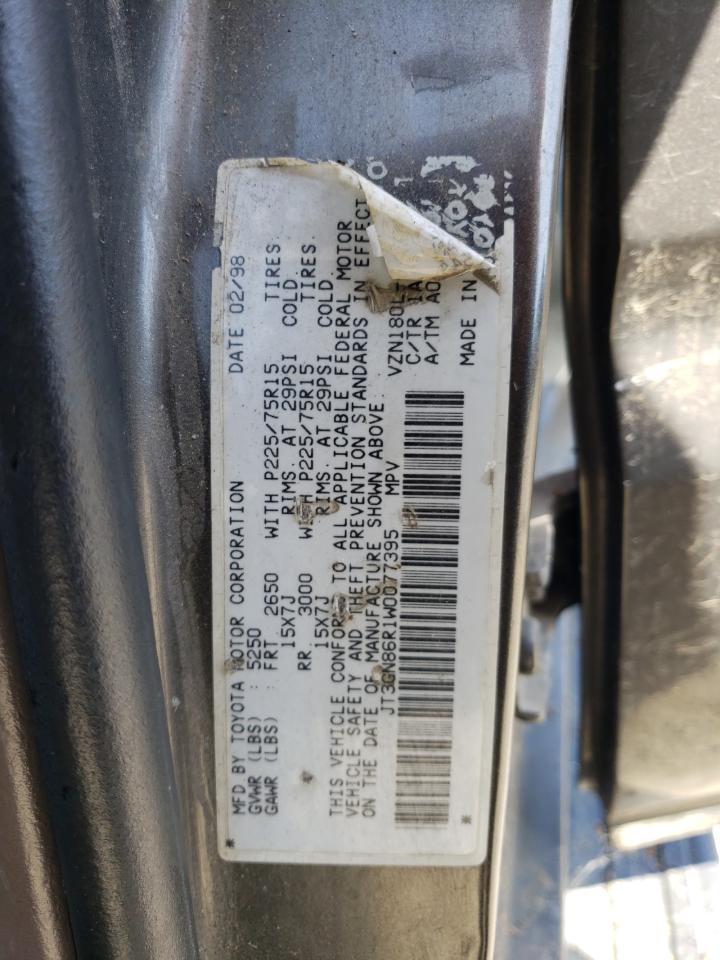 MFD BY TOYOTA MOTOR CORPORATION DATE 02/98
GVWR (LBS) : 5250
GAWR (LBS) : FRT 2650 WITH P225/75R15 TIRES.
15X7J RIMS. AT 29PSI COLD.
RR. 3000 WITH P225/75R15 TIRES.
15X7J RIMS. AT 29PSI COLD.
THIS VEHICLE CONFORMS TO ALL APPLICABLE FEDERAL MOTOR
VEHICLE SAFETY AND THEFT PREVENTION STANDARDS IN EFFECT
ON THE DATE OF MANUFACTURE SHOWN ABOVE.
JT3GN86R1W0077395 MPV
VZN180L
C/TR 1A
A/TM A0
* * MADE IN